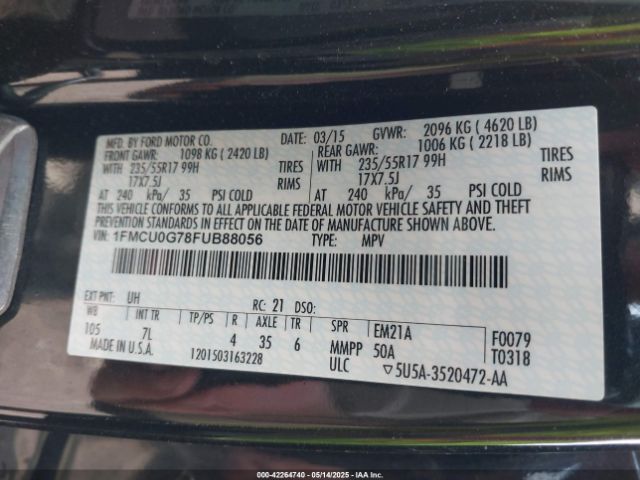 MFD. BY FORD MOTOR CO. DATE: 03/15 GVWR: 2096 KG ( 4620 LB)
FRONT GAWR: 1098 KG ( 2420 LB) REAR GAWR: 1006 KG ( 2218 LB)
WITH 235/55R17 99H TIRES WITH 235/55R17 99H TIRES
17X7.5J RIMS 17X7.5J RIMS
AT 240 kPa/ 35 PSI COLD AT 240 kPa/ 35 PSI COLD
THIS VEHICLE CONFORMS TO ALL APPLICABLE FEDERAL MOTOR VEHICLE SAFETY AND THEFT
PREVENTION STANDARDS IN EFFECT ON THE DATE OF MANUFACTURE SHOWN ABOVE.
VIN: 1FMCU0G78FUB88056 TYPE: MPV
EXT PNT: UH RC: 21 DSO:
WB INT TR TP/PS R AXLE TR SPR EM21A F0079
105 7L 4 35 6 MMPP 50A T0318
MADE IN U.S.A. 1201503163228 ULC ▽5U5A-3520472-AA
000-42264740 | 05/14/2025 - IAA Inc.